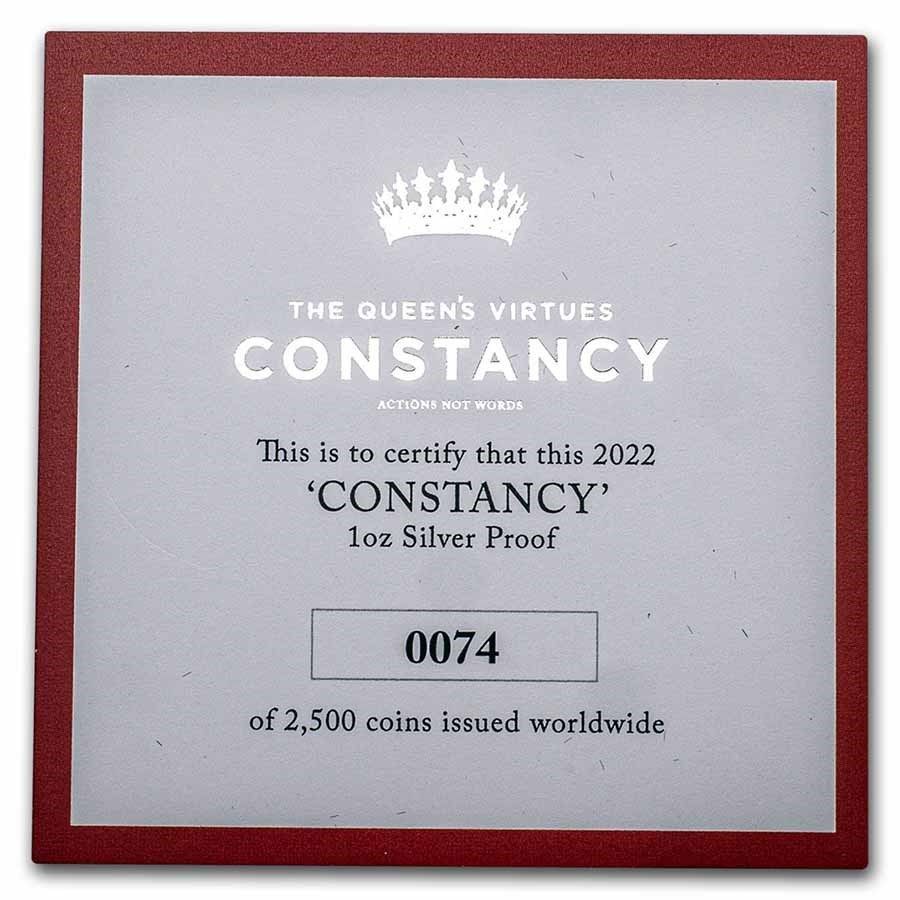 THE QUEEN'S VIRTUES
CONSTANCY
ACTIONS NOT WORDS
This is to certify that this 2022
‘CONSTANCY’
1oz Silver Proof
0074
of 2,500 coins issued worldwide